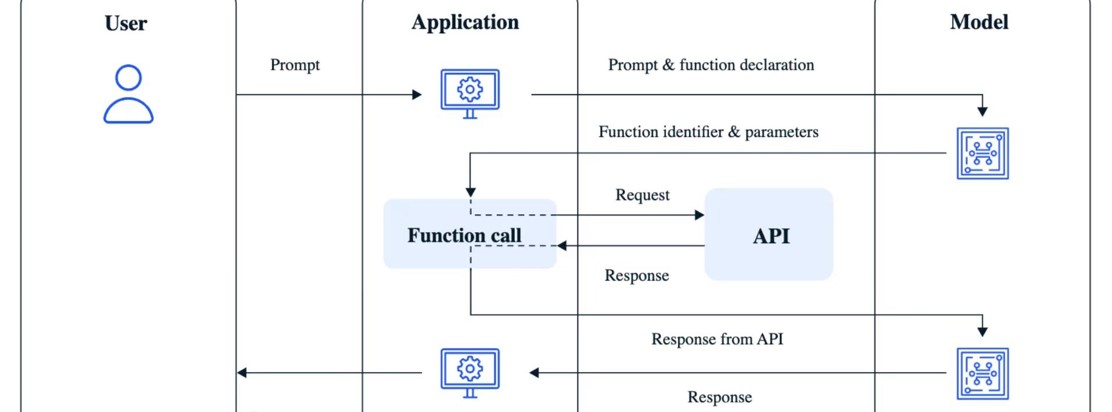 User
Application
Model
Prompt
Prompt & function declaration
Function identifier & parameters
Request
Function call
API
Response
Response from API
Response